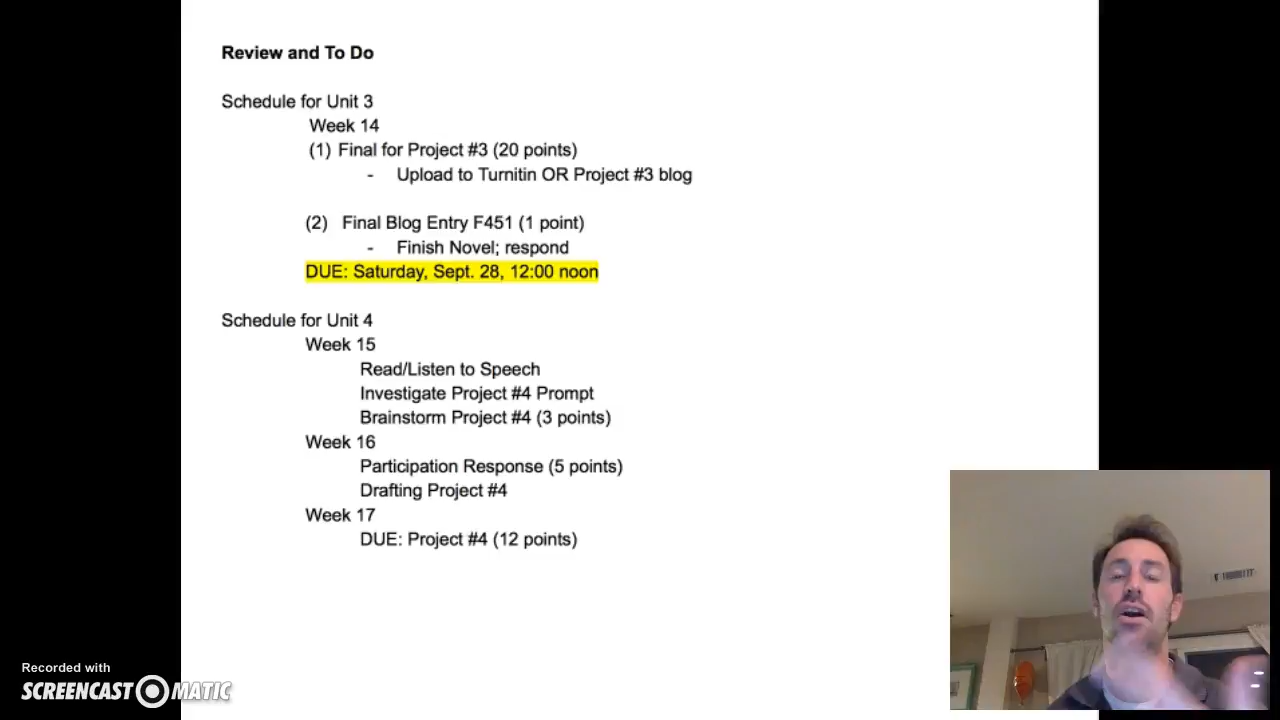 Review and To Do
Schedule for Unit 3
Week 14
(1) Final for Project #3 (20 points)
- Upload to Turnitin OR Project #3 blog
(2) Final Blog Entry F451 (1 point)
- Finish Novel; respond
DUE: Saturday, Sept. 28, 12:00 noon
Schedule for Unit 4
Week 15
Read/Listen to Speech
Investigate Project #4 Prompt
Brainstorm Project #4 (3 points)
Week 16
Participation Response (5 points)
Drafting Project #4
Week 17
DUE: Project #4 (12 points)
Recorded with
SCREENCAST-O-MATIC